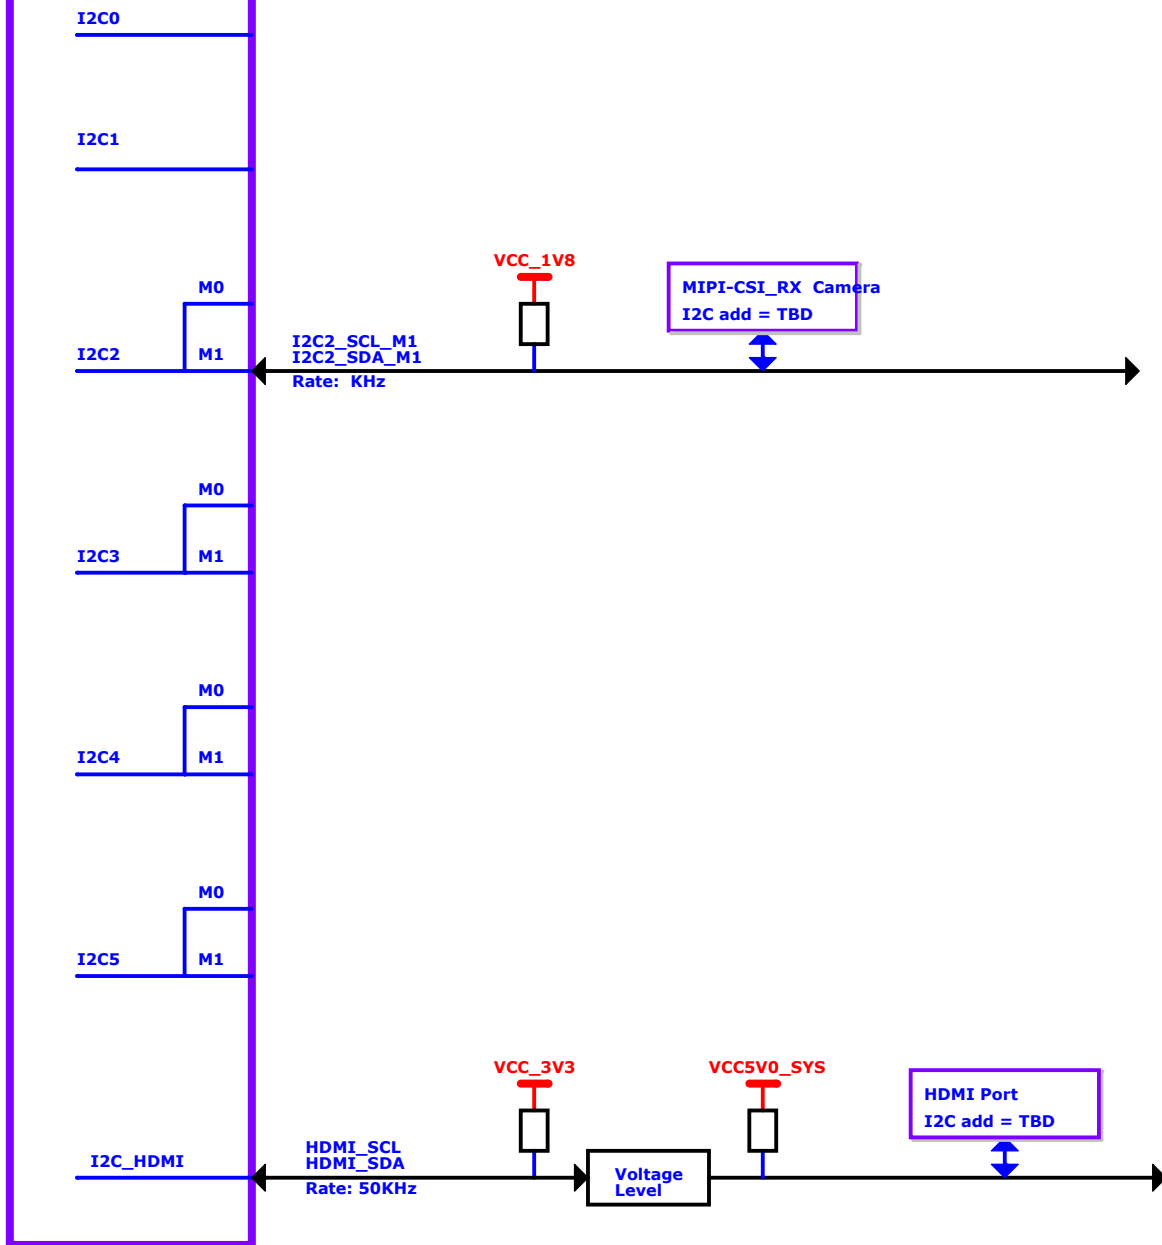 I2C0
I2C1
VCC_1V8
M0
MIPI-CSI_RX  Camera
I2C add = TBD
I2C2
M1
I2C2_SCL_M1
I2C2_SDA_M1
Rate:  KHz
M0
I2C3
M1
M0
I2C4
M1
M0
I2C5
M1
VCC_3V3
VCC5V0_SYS
HDMI Port
I2C add = TBD
I2C_HDMI
HDMI_SCL
HDMI_SDA
Rate: 50KHz
Voltage
Level